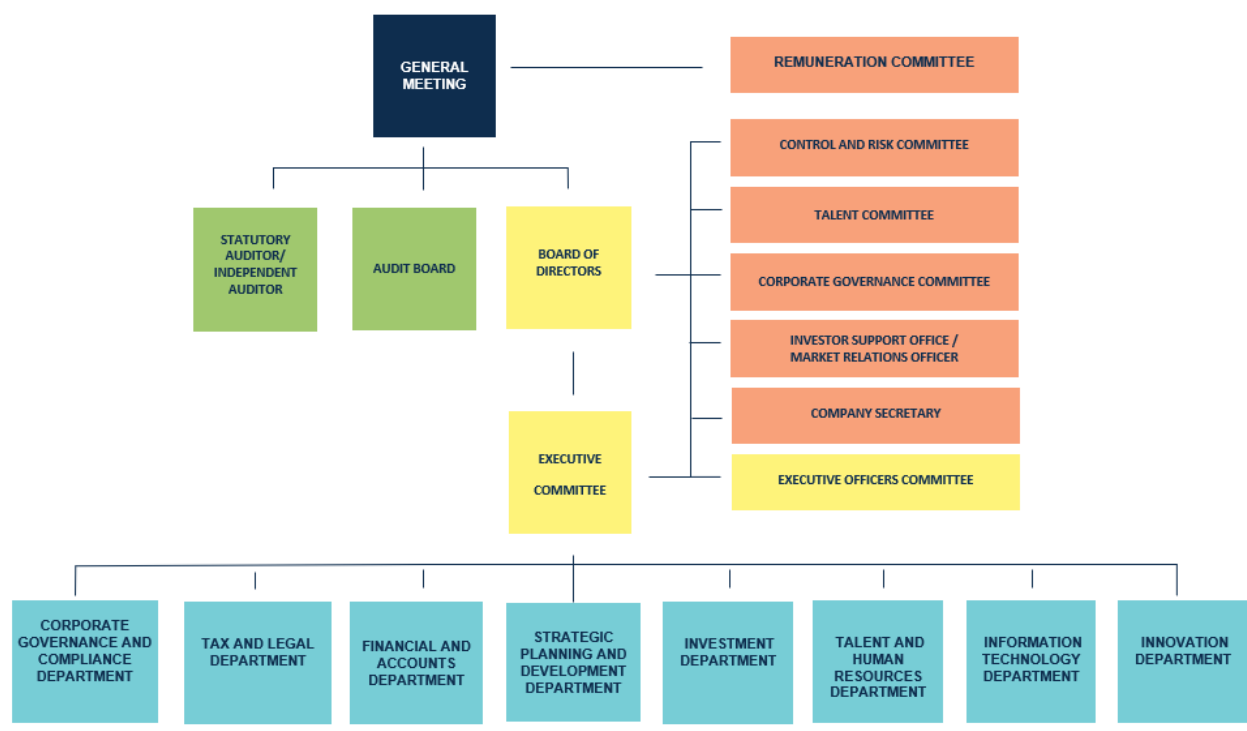 GENERAL
MEETING
REMUNERATION COMMITTEE
CONTROL AND RISK COMMITTEE
TALENT COMMITTEE
STATUTORY
AUDITOR/
INDEPENDENT
AUDITOR
AUDIT BOARD
BOARD OF
DIRECTORS
CORPORATE GOVERNANCE COMMITTEE
INVESTOR SUPPORT OFFICE /
MARKET RELATIONS OFFICER
COMPANY SECRETARY
EXECUTIVE
COMMITTEE
EXECUTIVE OFFICERS COMMITTEE
CORPORATE
GOVERNANCE AND
COMPLIANCE
DEPARTMENT
TAX AND LEGAL
DEPARTMENT
FINANCIAL AND
ACCOUNTS
DEPARTMENT
STRATEGIC
PLANNING AND
DEVELOPMENT
DEPARTMENT
INVESTMENT
DEPARTMENT
TALENT AND
HUMAN
RESOURCES
DEPARTMENT
INFORMATION
TECHNOLOGY
DEPARTMENT
INNOVATION
DEPARTMENT